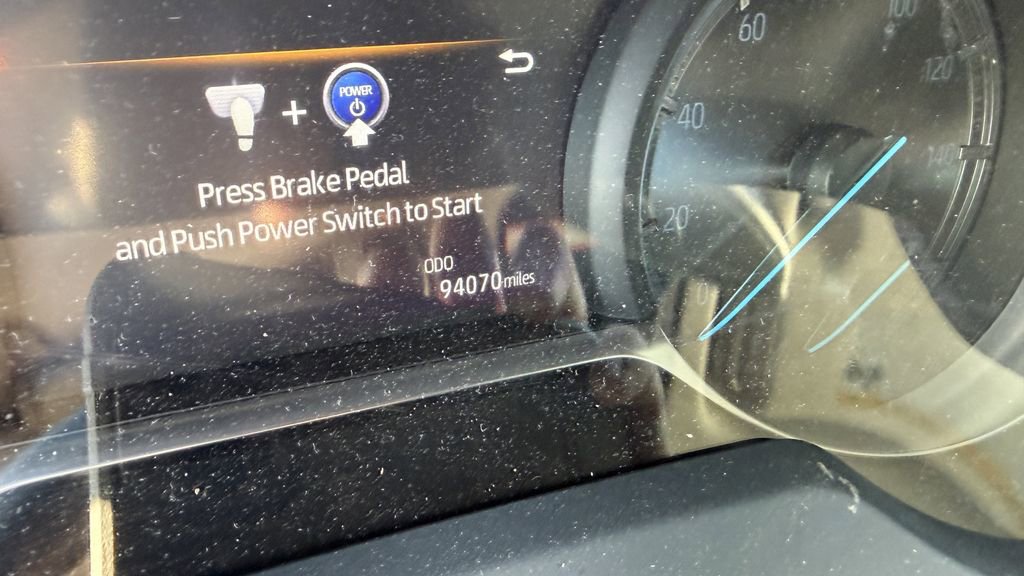 POWER
Press Brake Pedal
and Push Power Switch to Start
ODO
94070 miles
60
100
120
40
140
20
0